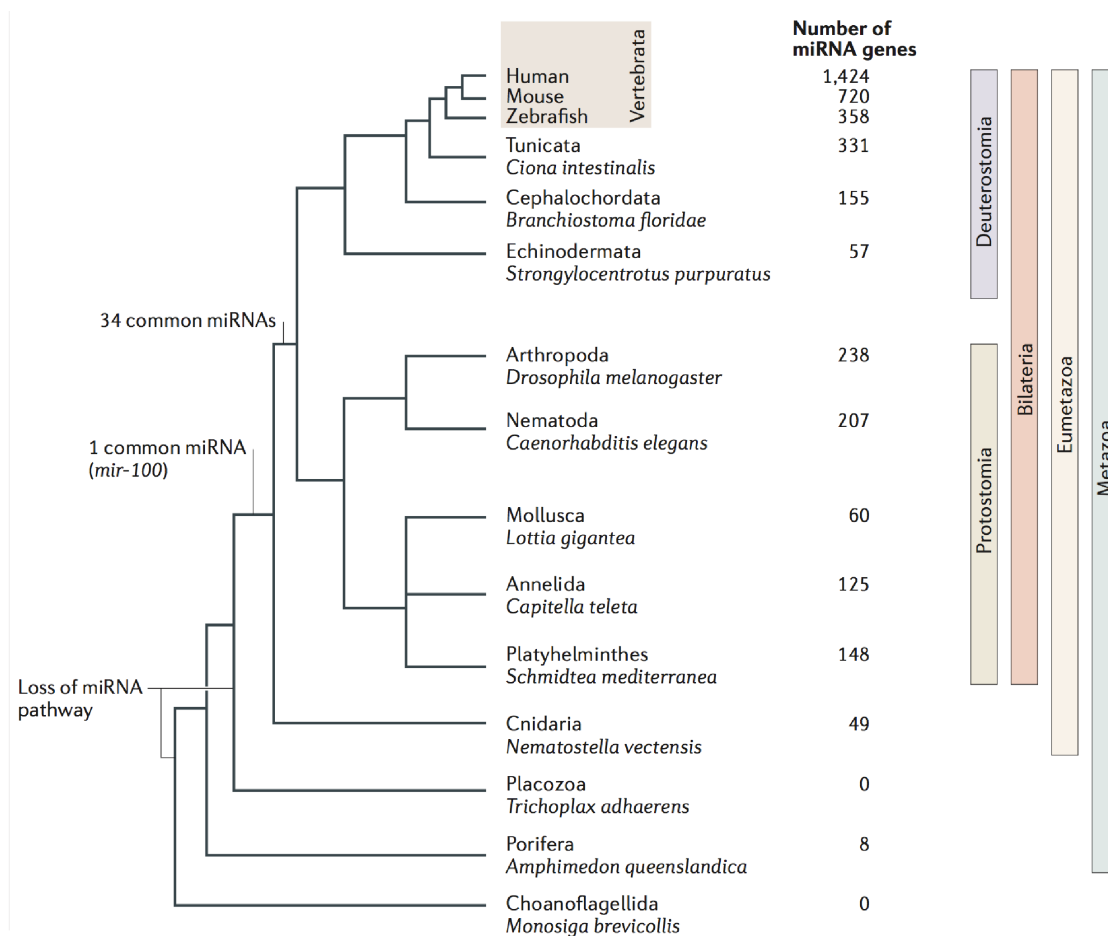 Number of
miRNA genes
Vertebrata
Human 1,424
Mouse 720
Zebrafish 358
Tunicata 331
Ciona intestinalis
Cephalochordata 155
Branchiostoma floridae
Echinodermata 57
Strongylocentrotus purpuratus
34 common miRNAs
Arthropoda 238
Drosophila melanogaster
Nematoda 207
Caenorhabditis elegans
1 common miRNA
(mir-100)
Mollusca 60
Lottia gigantea
Annelida 125
Capitella teleta
Platyhelminthes 148
Schmidtea mediterranea
Loss of miRNA
pathway
Cnidaria 49
Nematostella vectensis
Placozoa 0
Trichoplax adhaerens
Porifera 8
Amphimedon queenslandica
Choanoflagellida 0
Monosiga brevicollis
Deuterostomia
Protostomia
Bilateria
Eumetazoa
Metazoa